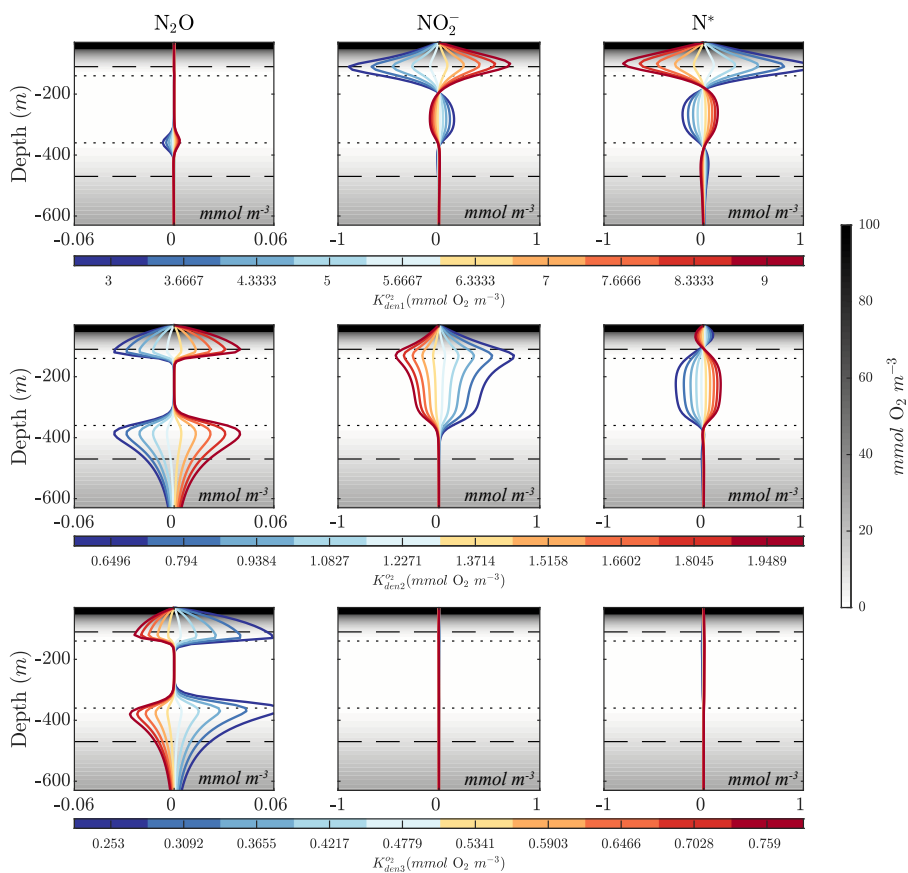 N₂O NO₂⁻ N*
Depth (m)
-200
-400
-600
mmol m⁻³ mmol m⁻³ mmol m⁻³
-0.06 0 0.06 -1 0 1 -1 0 1
3 3.6667 4.3333 5 5.6667 6.3333 7 7.6666 8.3333 9
K^{o₂}_{den1}(mmol O₂ m⁻³)
Depth (m)
-200
-400
-600
mmol m⁻³ mmol m⁻³ mmol m⁻³
-0.06 0 0.06 -1 0 1 -1 0 1
0.6496 0.794 0.9384 1.0827 1.2271 1.3714 1.5158 1.6602 1.8045 1.9489
K^{o₂}_{den2}(mmol O₂ m⁻³)
Depth (m)
-200
-400
-600
mmol m⁻³ mmol m⁻³ mmol m⁻³
-0.06 0 0.06 -1 0 1 -1 0 1
0.253 0.3092 0.3655 0.4217 0.4779 0.5341 0.5903 0.6466 0.7028 0.759
K^{o₂}_{den3}(mmol O₂ m⁻³)
100
80
60
40
20
0
mmol O₂ m⁻³